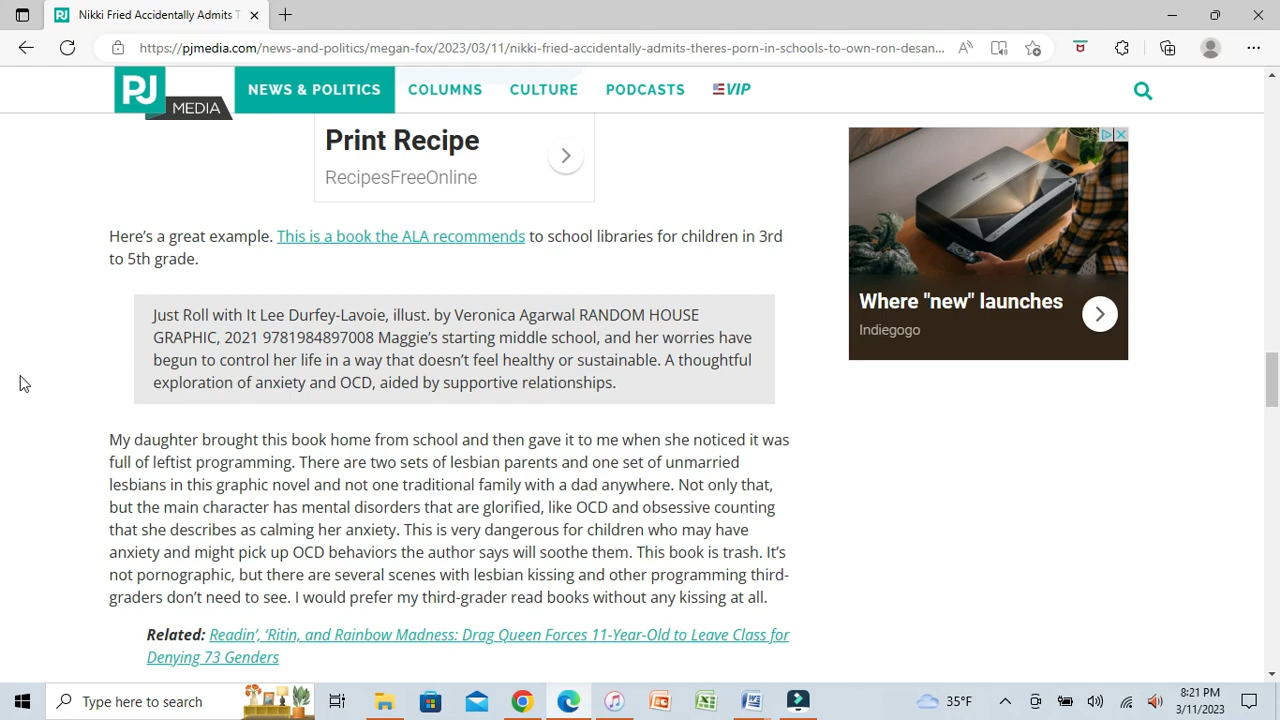 Nikki Fried Accidentally Admits T
https://pjmedia.com/news-and-politics/megan-fox/2023/03/11/nikki-fried-accidentally-admits-theres-porn-in-schools-to-own-ron-desan...
PJ MEDIA NEWS & POLITICS COLUMNS CULTURE PODCASTS VIP
Print Recipe
RecipesFreeOnline
Here's a great example. This is a book the ALA recommends to school libraries for children in 3rd
to 5th grade.
Just Roll with It Lee Durfey-Lavoie, illust. by Veronica Agarwal RANDOM HOUSE
GRAPHIC, 2021 9781984897008 Maggie's starting middle school, and her worries have
begun to control her life in a way that doesn't feel healthy or sustainable. A thoughtful
exploration of anxiety and OCD, aided by supportive relationships.
My daughter brought this book home from school and then gave it to me when she noticed it was
full of leftist programming. There are two sets of lesbian parents and one set of unmarried
lesbians in this graphic novel and not one traditional family with a dad anywhere. Not only that,
but the main character has mental disorders that are glorified, like OCD and obsessive counting
that she describes as calming her anxiety. This is very dangerous for children who may have
anxiety and might pick up OCD behaviors the author says will soothe them. This book is trash. It's
not pornographic, but there are several scenes with lesbian kissing and other programming third-
graders don't need to see. I would prefer my third-grader read books without any kissing at all.
Related: Readin', 'Ritin, and Rainbow Madness: Drag Queen Forces 11-Year-Old to Leave Class for
Denying 73 Genders
Where "new" launches
Indiegogo
Type here to search
35°F
8:21 PM
3/11/2023